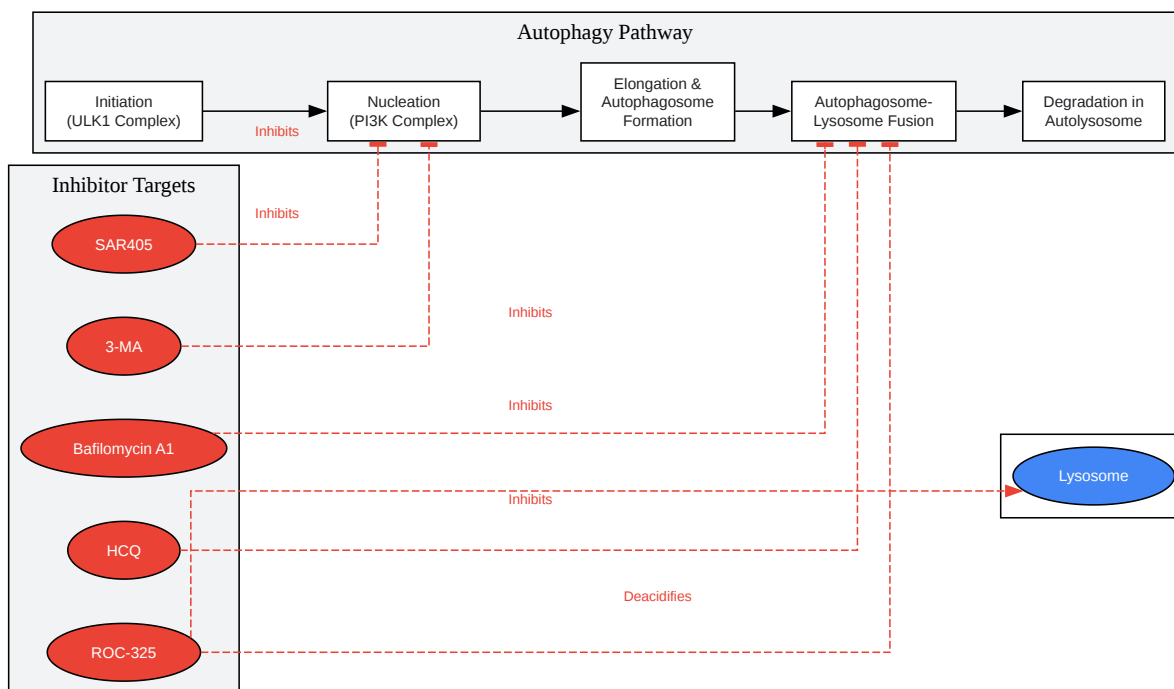 Autophagy Pathway
Initiation
(ULK1 Complex)
Nucleation
(PI3K Complex)
Elongation &
Autophagosome
Formation
Autophagosome-
Lysosome Fusion
Degradation in
Autolysosome
Inhibits
Inhibitor Targets
SAR405
Inhibits
Inhibits
3-MA
Inhibits
Bafilomycin A1
Lysosome
Inhibits
HCQ
Deacidifies
ROC-325